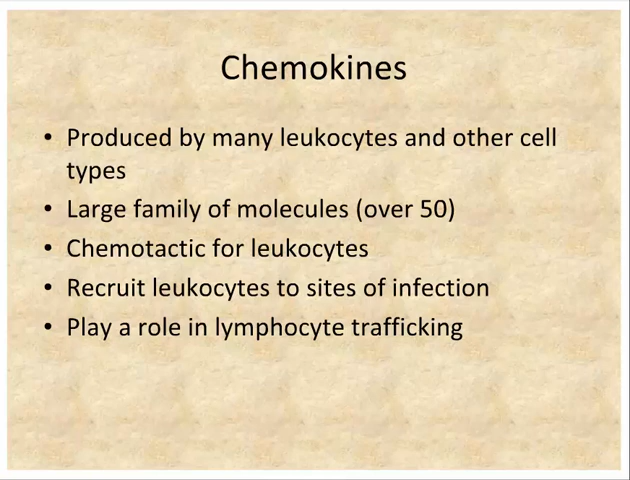 Chemokines
• Produced by many leukocytes and other cell
types
• Large family of molecules (over 50)
• Chemotactic for leukocytes
• Recruit leukocytes to sites of infection
• Play a role in lymphocyte trafficking